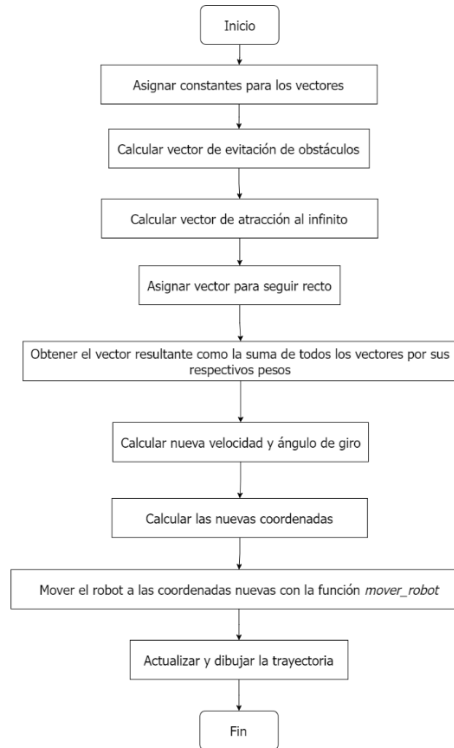 Inicio
Asignar constantes para los vectores
Calcular vector de evitación de obstáculos
Calcular vector de atracción al infinito
Asignar vector para seguir recto
Obtener el vector resultante como la suma de todos los vectores por sus
respectivos pesos
Calcular nueva velocidad y ángulo de giro
Calcular las nuevas coordenadas
Mover el robot a las coordenadas nuevas con la función mover_robot
Actualizar y dibujar la trayectoria
Fin